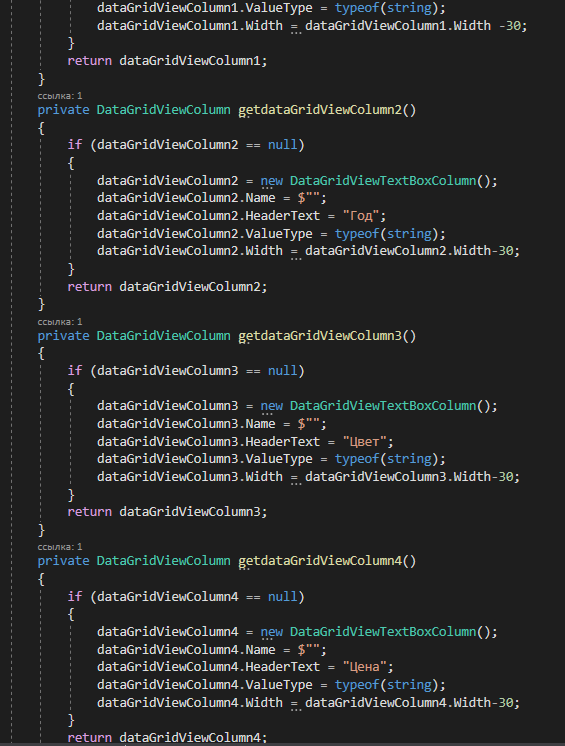 dataGridViewColumn1.ValueType = typeof(string);
dataGridViewColumn1.Width = dataGridViewColumn1.Width -30;
}
return dataGridViewColumn1;
}
ссылка: 1
private DataGridViewColumn getdataGridViewColumn2()
{
if (dataGridViewColumn2 == null)
{
dataGridViewColumn2 = new DataGridViewTextBoxColumn();
dataGridViewColumn2.Name = $"";
dataGridViewColumn2.HeaderText = "Год";
dataGridViewColumn2.ValueType = typeof(string);
dataGridViewColumn2.Width = dataGridViewColumn2.Width-30;
}
return dataGridViewColumn2;
}
ссылка: 1
private DataGridViewColumn getdataGridViewColumn3()
{
if (dataGridViewColumn3 == null)
{
dataGridViewColumn3 = new DataGridViewTextBoxColumn();
dataGridViewColumn3.Name = $"";
dataGridViewColumn3.HeaderText = "Цвет";
dataGridViewColumn3.ValueType = typeof(string);
dataGridViewColumn3.Width = dataGridViewColumn3.Width-30;
}
return dataGridViewColumn3;
}
ссылка: 1
private DataGridViewColumn getdataGridViewColumn4()
{
if (dataGridViewColumn4 == null)
{
dataGridViewColumn4 = new DataGridViewTextBoxColumn();
dataGridViewColumn4.Name = $"";
dataGridViewColumn4.HeaderText = "Цена";
dataGridViewColumn4.ValueType = typeof(string);
dataGridViewColumn4.Width = dataGridViewColumn4.Width-30;
}
return dataGridViewColumn4;